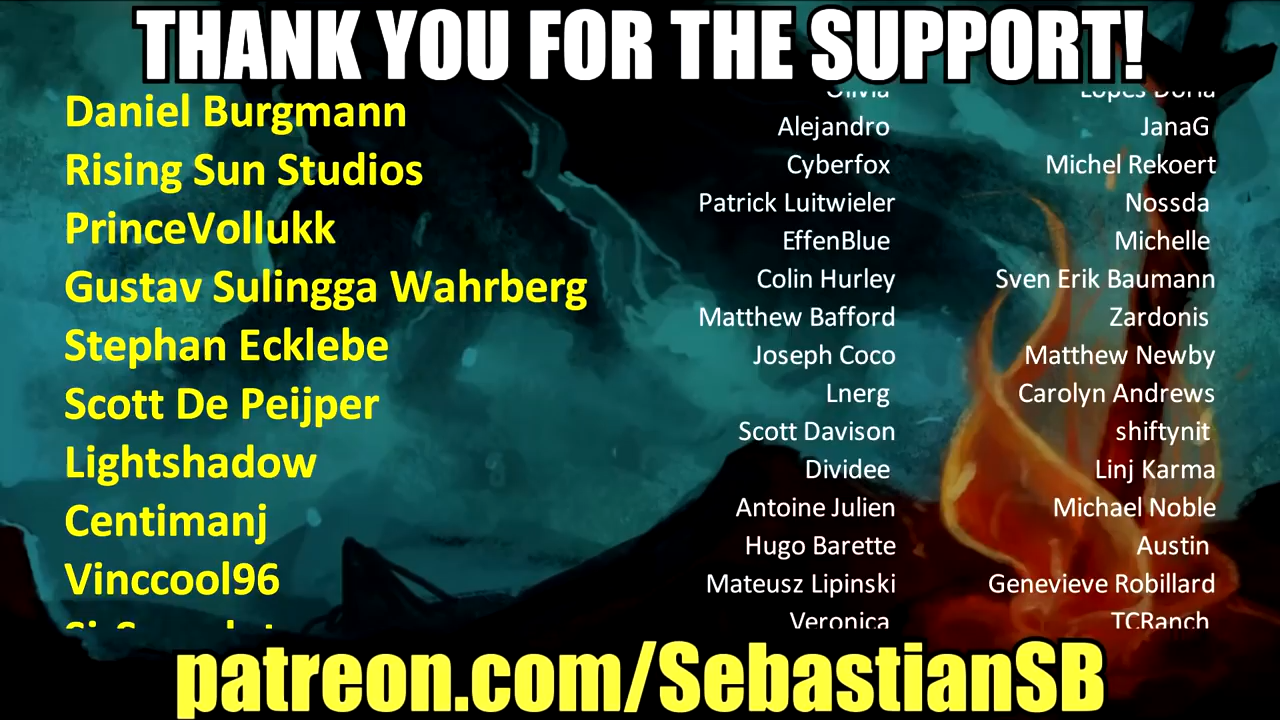 THANK YOU FOR THE SUPPORT!
Daniel Burgmann
Rising Sun Studios
PrinceVollukk
Gustav Sulingga Wahrberg
Stephan Ecklebe
Scott De Peijper
Lightshadow
Centimanj
Vinccool96
Olivia
Alejandro
Cyberfox
Patrick Luitwieler
EffenBlue
Colin Hurley
Matthew Bafford
Joseph Coco
Lnerg
Scott Davison
Dividee
Antoine Julien
Hugo Barette
Mateusz Lipinski
Veronica
Lopes Doria
JanaG
Michel Rekoert
Nossda
Michelle
Sven Erik Baumann
Zardonis
Matthew Newby
Carolyn Andrews
shiftynit
Linj Karma
Michael Noble
Austin
Genevieve Robillard
TCRanch
patreon.com/SebastianSB